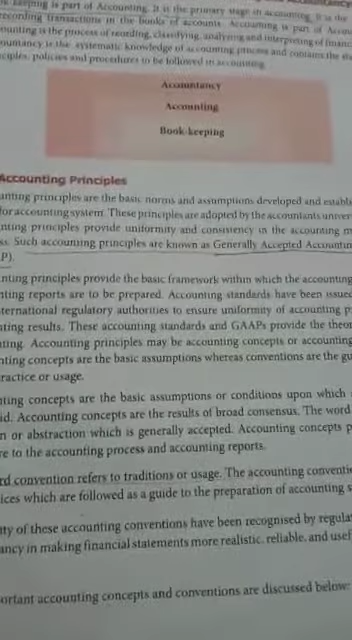 keeping is part of Accounting. It is the primary stage in accounting. It is the
recording transactions in the books of accounts. Accounting is part of
is the process of recording, classifying, analysing and interpreting of
is the systematic knowledge of accounting process and contains the
policies and procedures to be followed in accounting.
Accountancy
Accounting
Book-keeping
Accounting Principles
unting principles are the basic norms and assumptions developed and establi
for accounting system. These principles are adopted by the accountants univer
nting principles provide uniformity and consistency in the accounting m
ss. Such accounting principles are known as Generally Accepted Accountin
P).
nting principles provide the basic framework within which the accounting
nting reports are to be prepared. Accounting standards have been issued
ternational regulatory authorities to ensure uniformity of accounting p
nting results. These accounting standards and GAAPs provide the theor
nting. Accounting principles may be accounting concepts or accounting
nting concepts are the basic assumptions whereas conventions are the gu
ractice or usage.
nting concepts are the basic assumptions or conditions upon which
id. Accounting concepts are the results of broad consensus. The word
n or abstraction which is generally accepted. Accounting concepts p
re to the accounting process and accounting reports.
rd convention refers to traditions or usage. The accounting conventi
ices which are followed as a guide to the preparation of accounting s
ity of these accounting conventions have been recognised by regula
ancy in making financial statements more realistic, reliable, and usef
portant accounting concepts and conventions are discussed below: